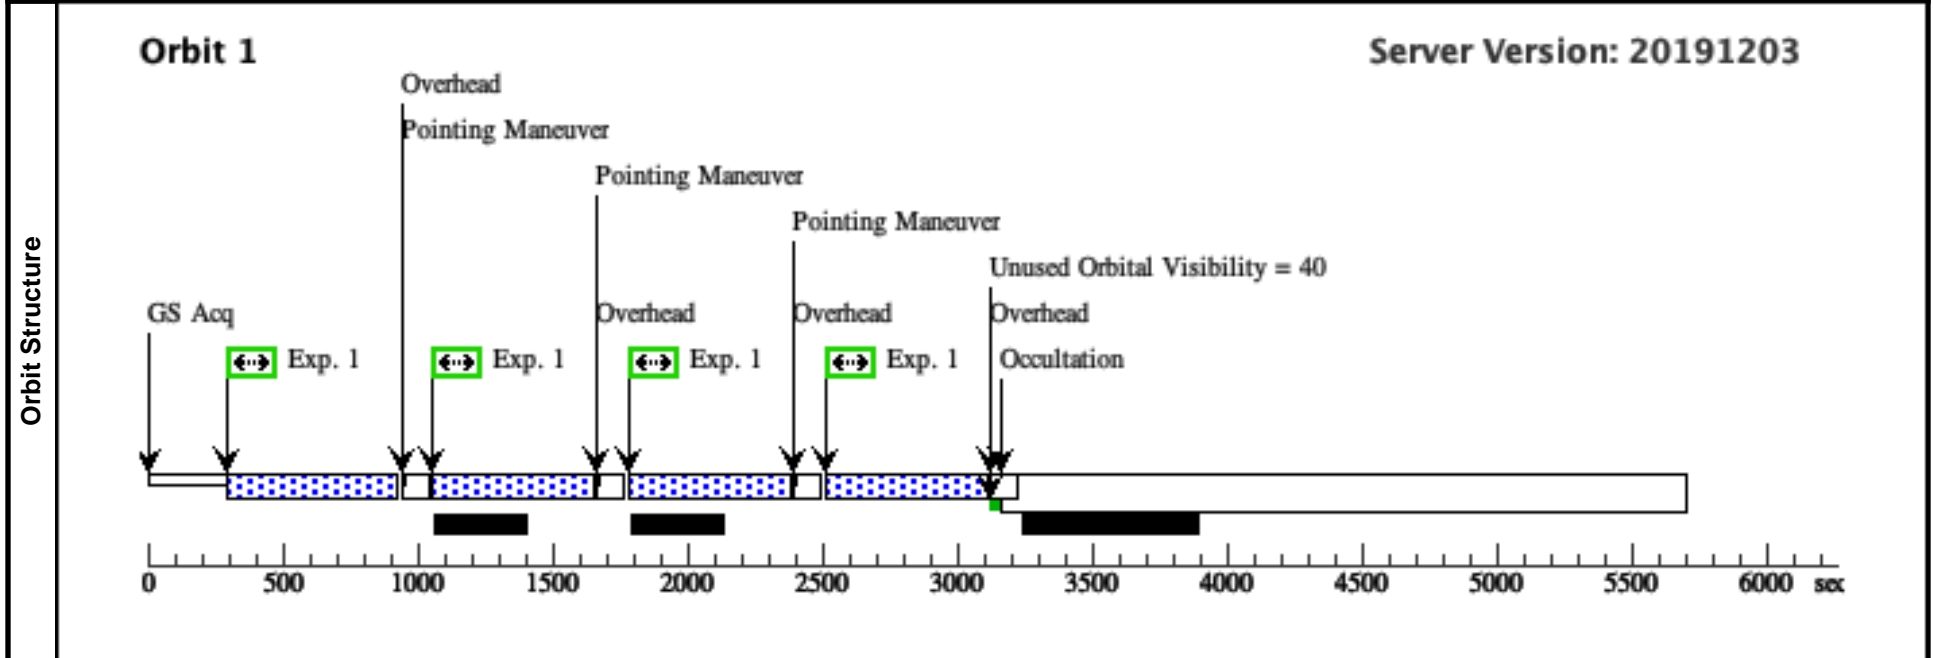 Orbit Structure
Orbit 1
Server Version: 20191203
Overhead
Pointing Maneuver
Pointing Maneuver
Pointing Maneuver
Unused Orbital Visibility = 40
GS Acq
Overhead
Overhead
Overhead
Exp. 1
Exp. 1
Exp. 1
Exp. 1
Occultation
0 500 1000 1500 2000 2500 3000 3500 4000 4500 5000 5500 6000 sec